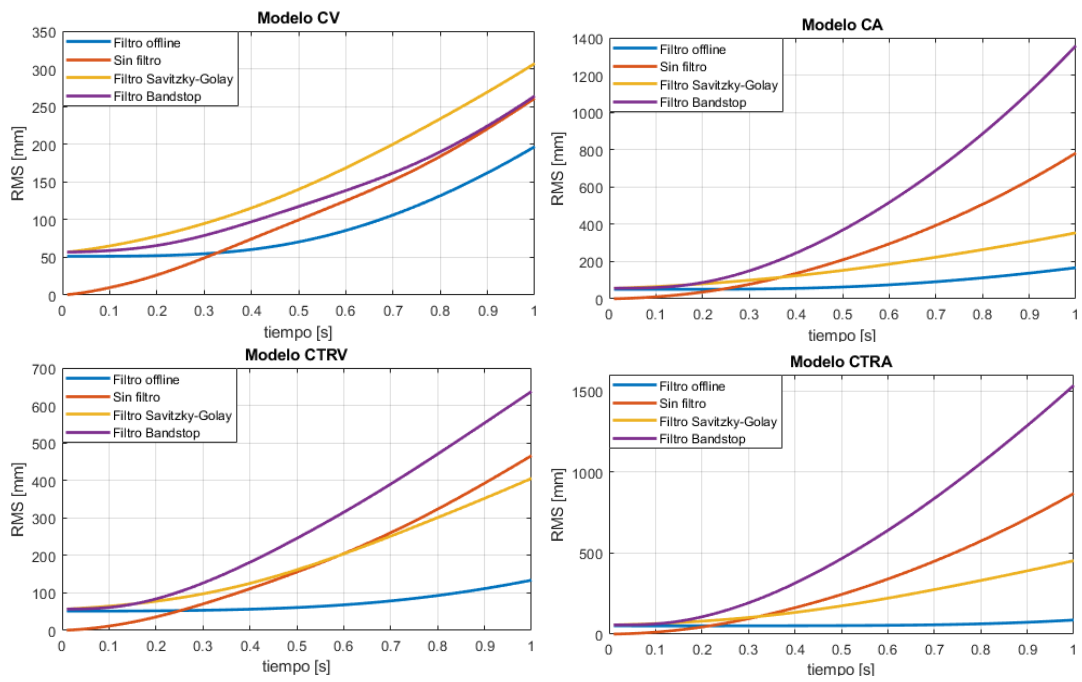 Modelo CV
RMS [mm]
350
300
250
200
150
100
50
0
Filtro offline
Sin filtro
Filtro Savitzky-Golay
Filtro Bandstop
0 0.1 0.2 0.3 0.4 0.5 0.6 0.7 0.8 0.9 1
tiempo [s]
Modelo CA
RMS [mm]
1400
1200
1000
800
600
400
200
0
Filtro offline
Sin filtro
Filtro Savitzky-Golay
Filtro Bandstop
0 0.1 0.2 0.3 0.4 0.5 0.6 0.7 0.8 0.9 1
tiempo [s]
Modelo CTRV
RMS [mm]
700
600
500
400
300
200
100
0
Filtro offline
Sin filtro
Filtro Savitzky-Golay
Filtro Bandstop
0 0.1 0.2 0.3 0.4 0.5 0.6 0.7 0.8 0.9 1
tiempo [s]
Modelo CTRA
RMS [mm]
1500
1000
500
0
Filtro offline
Sin filtro
Filtro Savitzky-Golay
Filtro Bandstop
0 0.1 0.2 0.3 0.4 0.5 0.6 0.7 0.8 0.9 1
tiempo [s]